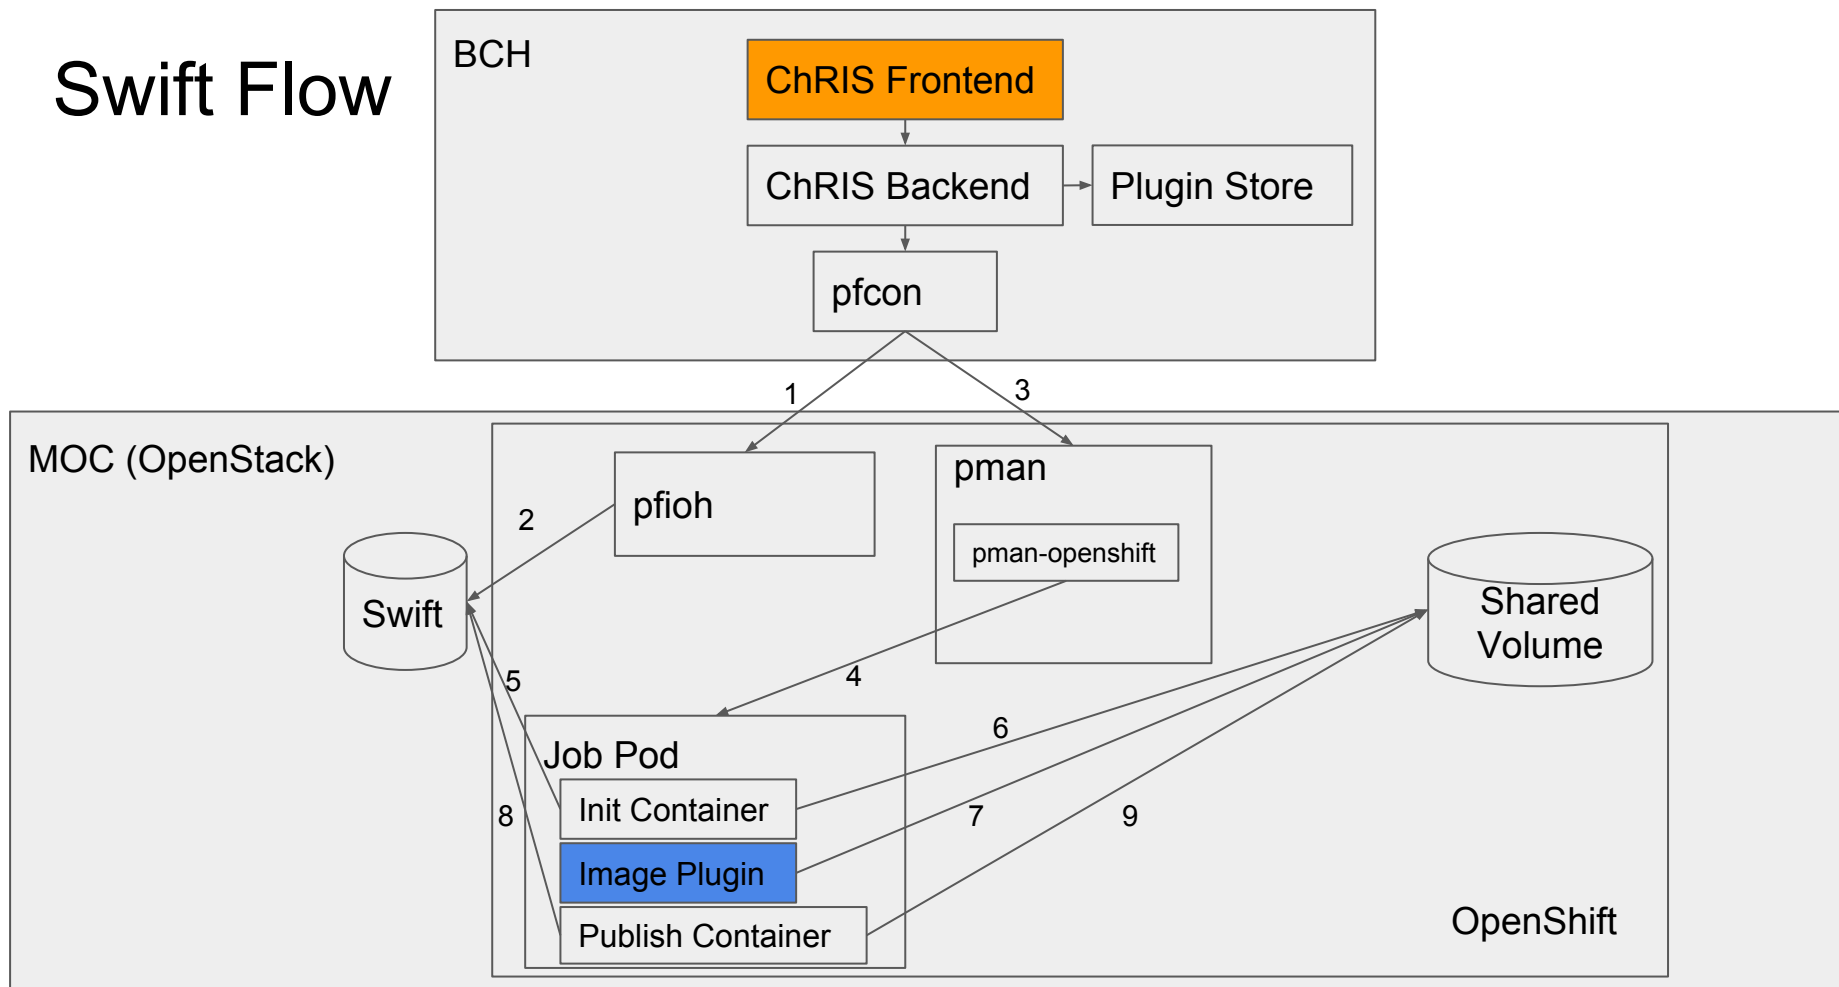 Swift Flow
BCH
ChRIS Frontend
ChRIS Backend
Plugin Store
pfcon
1
3
MOC (OpenStack)
pfioh
pman
2
pman-openshift
Swift
Shared
Volume
5
4
6
Job Pod
Init Container
8
7
9
Image Plugin
Publish Container
OpenShift